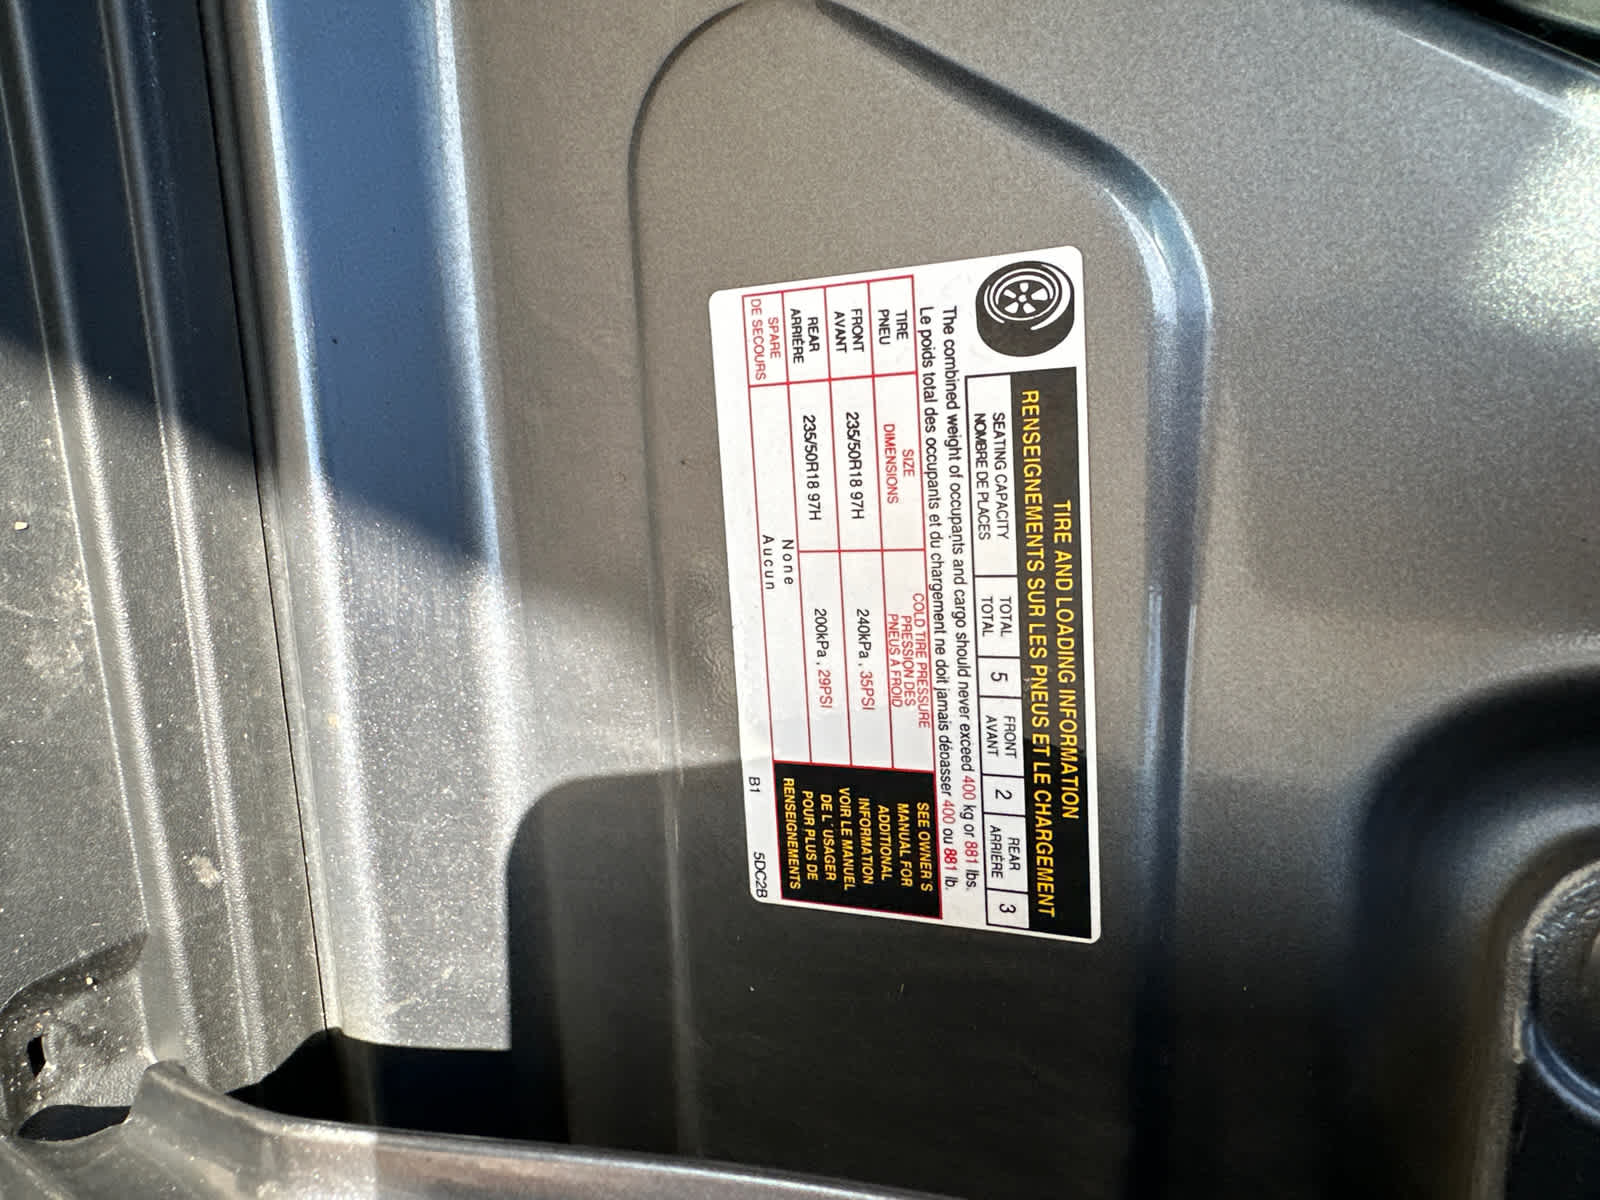 TIRE AND LOADING INFORMATION
RENSEIGNEMENTS SUR LES PNEUS ET LE CHARGEMENT
SEATING CAPACITY
NOMBRE DE PLACES
TOTAL
TOTAL
5
FRONT
AVANT
2
REAR
ARRIÈRE
3
The combined weight of occupants and cargo should never exceed 400 kg or 881 lbs.
Le poids total des occupants et du chargement ne doit jamais dépasser 400 ou 881 lb.
TIRE
PNEU
SIZE
DIMENSIONS
COLD TIRE PRESSURE
PRESSION DES
PNEUS À FROID
FRONT
AVANT
235/50R18 97H
240kPa , 35PSI
REAR
ARRIÈRE
235/50R18 97H
200kPa , 29PSI
SPARE
DE SECOURS
None
Aucun
SEE OWNER'S
MANUAL FOR
ADDITIONAL
INFORMATION
VOIR LE MANUEL
DE L'USAGER
POUR PLUS DE
RENSEIGNEMENTS
B1 5DC2B